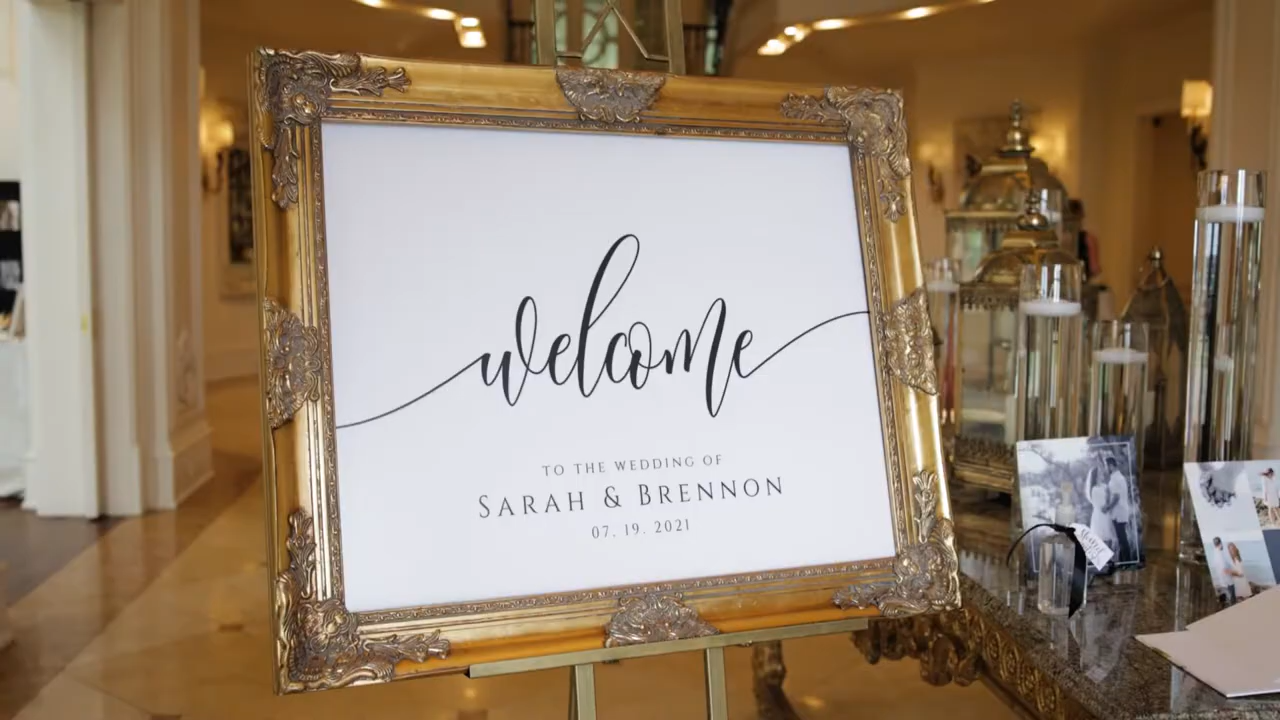 welcome
TO THE WEDDING OF
SARAH & BRENNON
07. 19. 2021